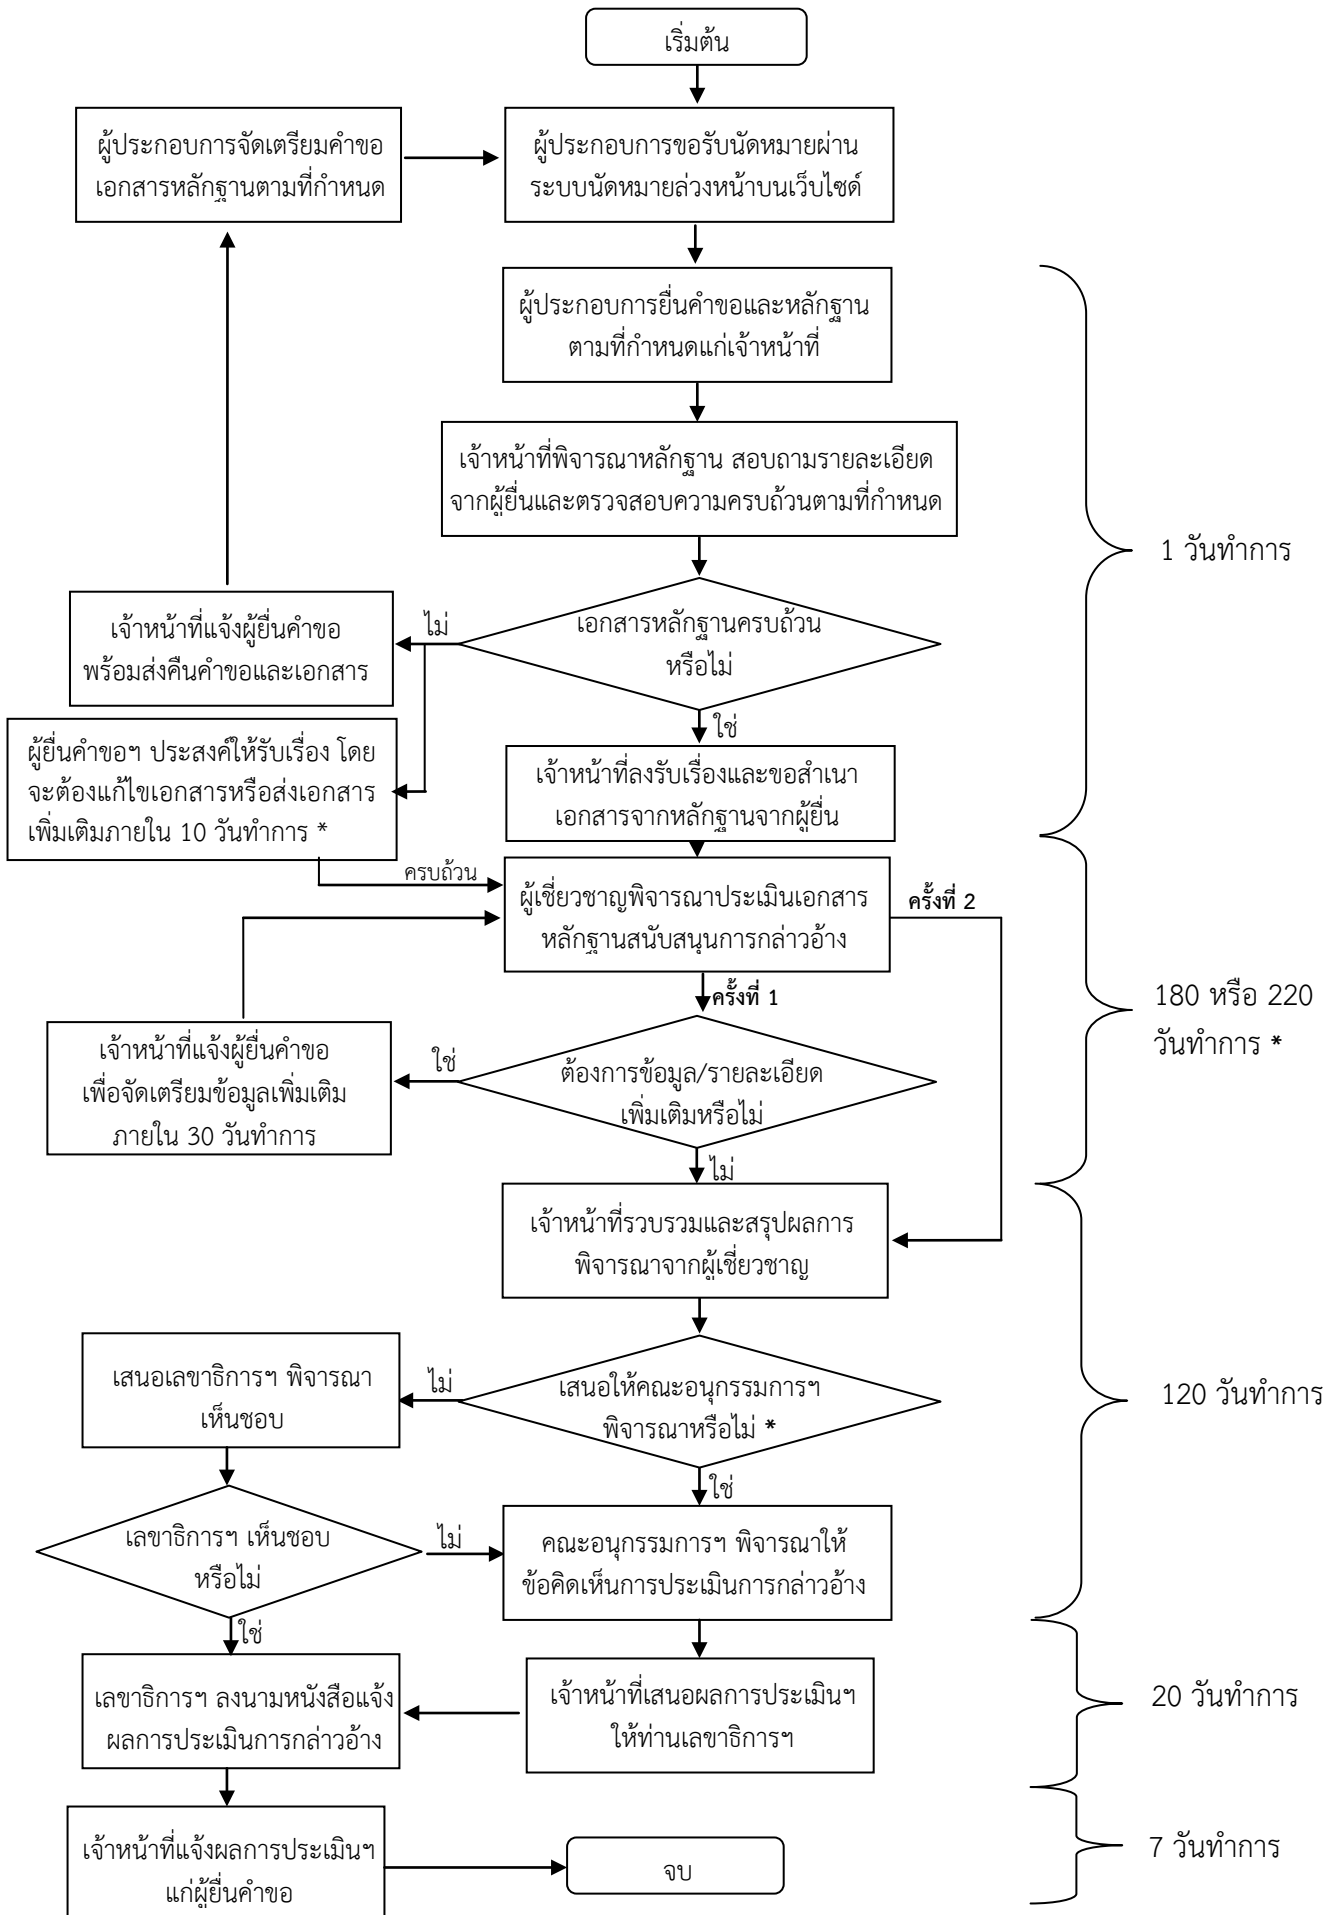 เริ่มต้น
ผู้ประกอบการจัดเตรียมคำขอ
เอกสารหลักฐานตามที่กำหนด
ผู้ประกอบการขอรับนัดหมายผ่าน
ระบบนัดหมายล่วงหน้าบนเว็บไซด์
ผู้ประกอบการยื่นคำขอและหลักฐาน
ตามที่กำหนดแก่เจ้าหน้าที่
เจ้าหน้าที่พิจารณาหลักฐาน สอบถามรายละเอียด
จากผู้ยื่นและตรวจสอบความครบถ้วนตามที่กำหนด
1 วันทำการ
เอกสารหลักฐานครบถ้วน
หรือไม่
ไม่
เจ้าหน้าที่แจ้งผู้ยื่นคำขอ
พร้อมส่งคืนคำขอและเอกสาร
ใช่
ผู้ยื่นคำขอฯ ประสงค์ให้รับเรื่อง โดย
จะต้องแก้ไขเอกสารหรือส่งเอกสาร
เพิ่มเติมภายใน 10 วันทำการ *
เจ้าหน้าที่ลงรับเรื่องและขอสำเนา
เอกสารจากหลักฐานจากผู้ยื่น
ครบถ้วน
ผู้เชี่ยวชาญพิจารณาประเมินเอกสาร
หลักฐานสนับสนุนการกล่าวอ้าง
ครั้งที่ 2
ครั้งที่ 1
180 หรือ 220
วันทำการ *
เจ้าหน้าที่แจ้งผู้ยื่นคำขอ
เพื่อจัดเตรียมข้อมูลเพิ่มเติม
ภายใน 30 วันทำการ
ใช่
ต้องการข้อมูล/รายละเอียด
เพิ่มเติมหรือไม่
ไม่
เจ้าหน้าที่รวบรวมและสรุปผลการ
พิจารณาจากผู้เชี่ยวชาญ
เสนอเลขาธิการฯ พิจารณา
เห็นชอบ
ไม่
เสนอให้คณะอนุกรรมการฯ
พิจารณาหรือไม่ *
120 วันทำการ
ใช่
เลขาธิการฯ เห็นชอบ
หรือไม่
ไม่
คณะอนุกรรมการฯ พิจารณาให้
ข้อคิดเห็นการประเมินการกล่าวอ้าง
ใช่
เลขาธิการฯ ลงนามหนังสือแจ้ง
ผลการประเมินการกล่าวอ้าง
เจ้าหน้าที่เสนอผลการประเมินฯ
ให้ท่านเลขาธิการฯ
20 วันทำการ
เจ้าหน้าที่แจ้งผลการประเมินฯ
แก่ผู้ยื่นคำขอ
จบ
7 วันทำการ